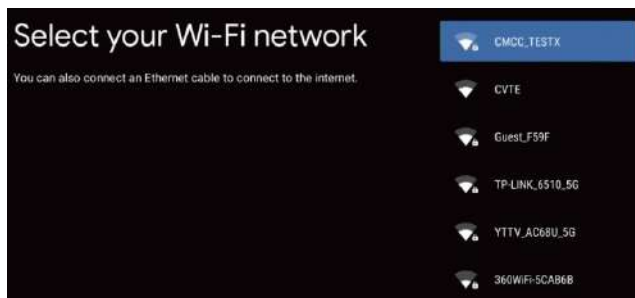 Select your Wi-Fi network
You can also connect an Ethernet cable to connect to the internet.
CMCC_TESTX
CVTE
Guest_F59F
TP-LINK_6510_5G
YTTV_AC68U_5G
360WiFi-5CAB6B